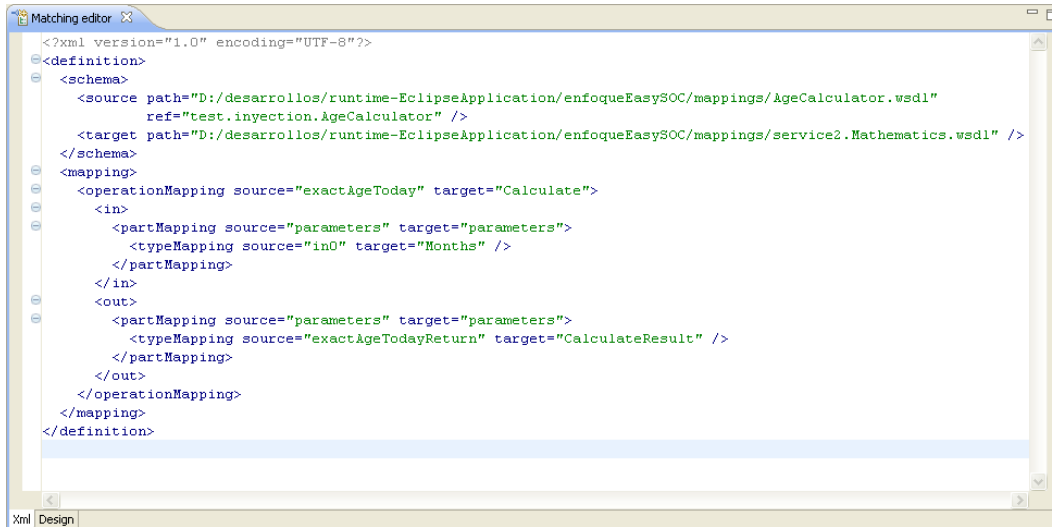 Matching editor
<?xml version="1.0" encoding="UTF-8"?>
<definition>
<schema>
<source path="D:/desarrollos/runtime-EclipseApplication/enfoqueEasySOC/mappings/AgeCalculator.wsdl"
ref="test.inyection.AgeCalculator" />
<target path="D:/desarrollos/runtime-EclipseApplication/enfoqueEasySOC/mappings/service2.Mathematics.wsdl" />
</schema>
<mapping>
<operationMapping source="exactAgeToday" target="Calculate">
<in>
<partMapping source="parameters" target="parameters">
<typeMapping source="in0" target="Months" />
</partMapping>
</in>
<out>
<partMapping source="parameters" target="parameters">
<typeMapping source="exactAgeTodayReturn" target="CalculateResult" />
</partMapping>
</out>
</operationMapping>
</mapping>
</definition>
Xml Design